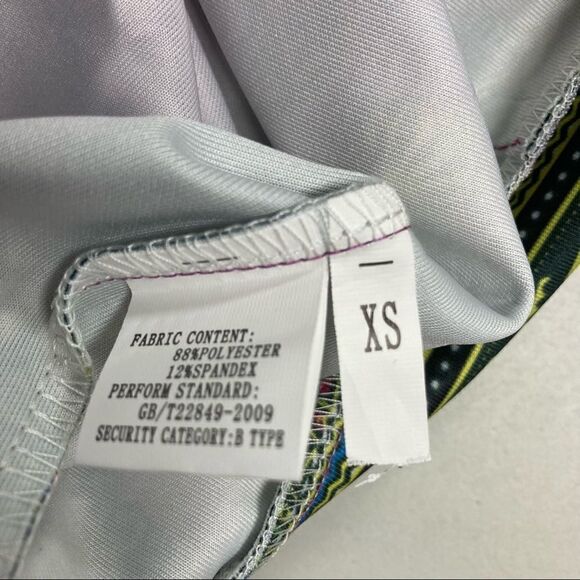 FABRIC CONTENT:
88%POLYESTER
12%SPANDEX
PERFORM STANDARD:
GB/T22849-2009
SECURITY CATEGORY:B TYPE
XS